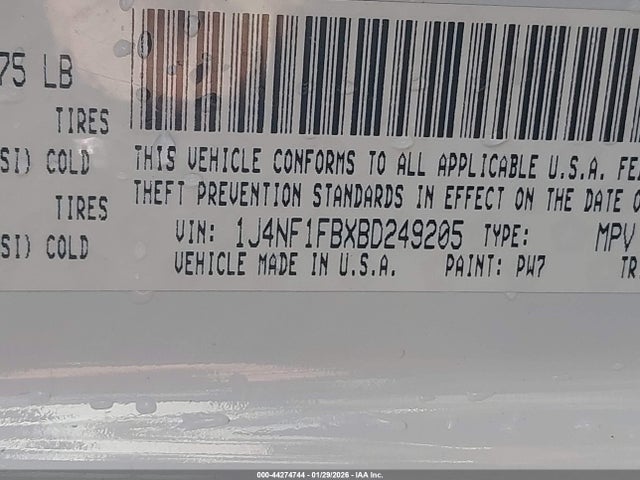 75 LB
TIRES
SI) COLD
THIS VEHICLE CONFORMS TO ALL APPLICABLE U.S.A. FE
THEFT PREVENTION STANDARDS IN EFFECT ON THE DATE O
TIRES
VIN: 1J4NF1FBXBD249205 TYPE: MPV
SI) COLD
VEHICLE MADE IN U.S.A. PAINT: PW7 TR
000-44274744 - 01/29/2026 - IAA Inc.